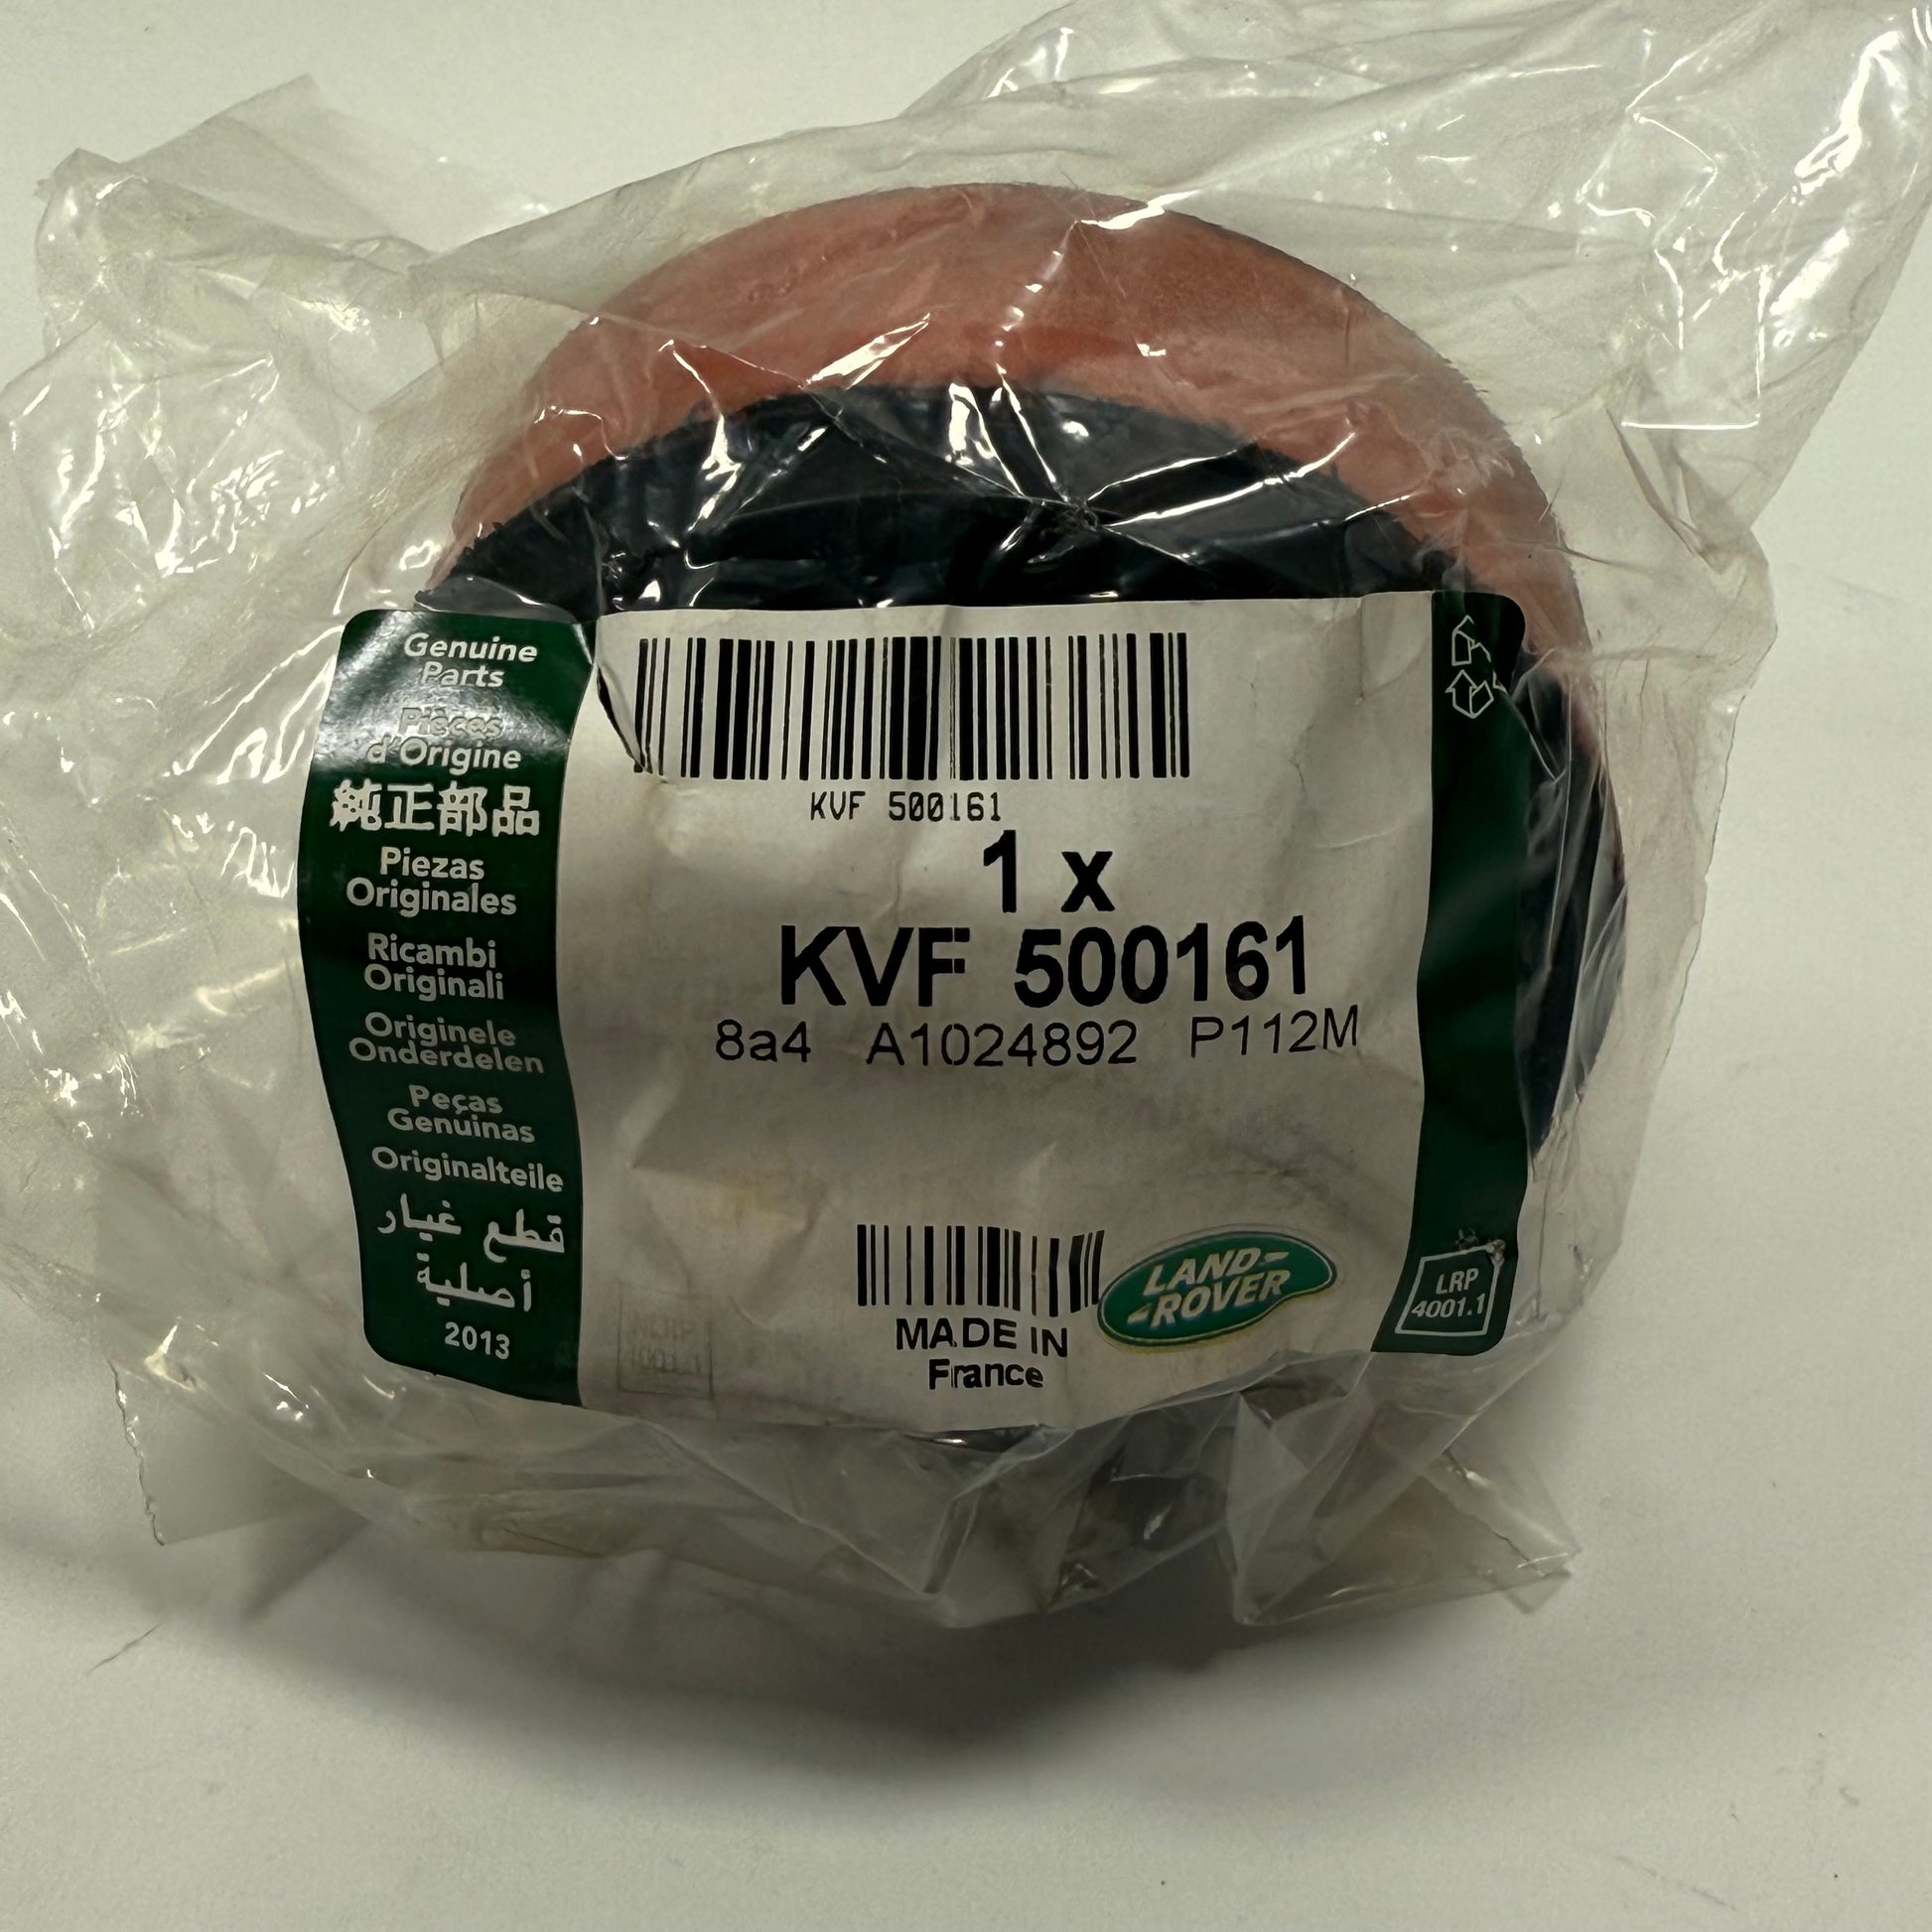 Genuine
Parts
Pièces
d'Origine
純正部品
Piezas
Originales
Ricambi
Originali
Originele
Onderdelen
Peças
Genuinas
Originalteile
قطع غيار
أصلية
2013
KVF 500161
1 x
KVF 500161
8a4 A1024892 P112M
MADE IN
France
LAND-
-ROVER
LRP
4001.1